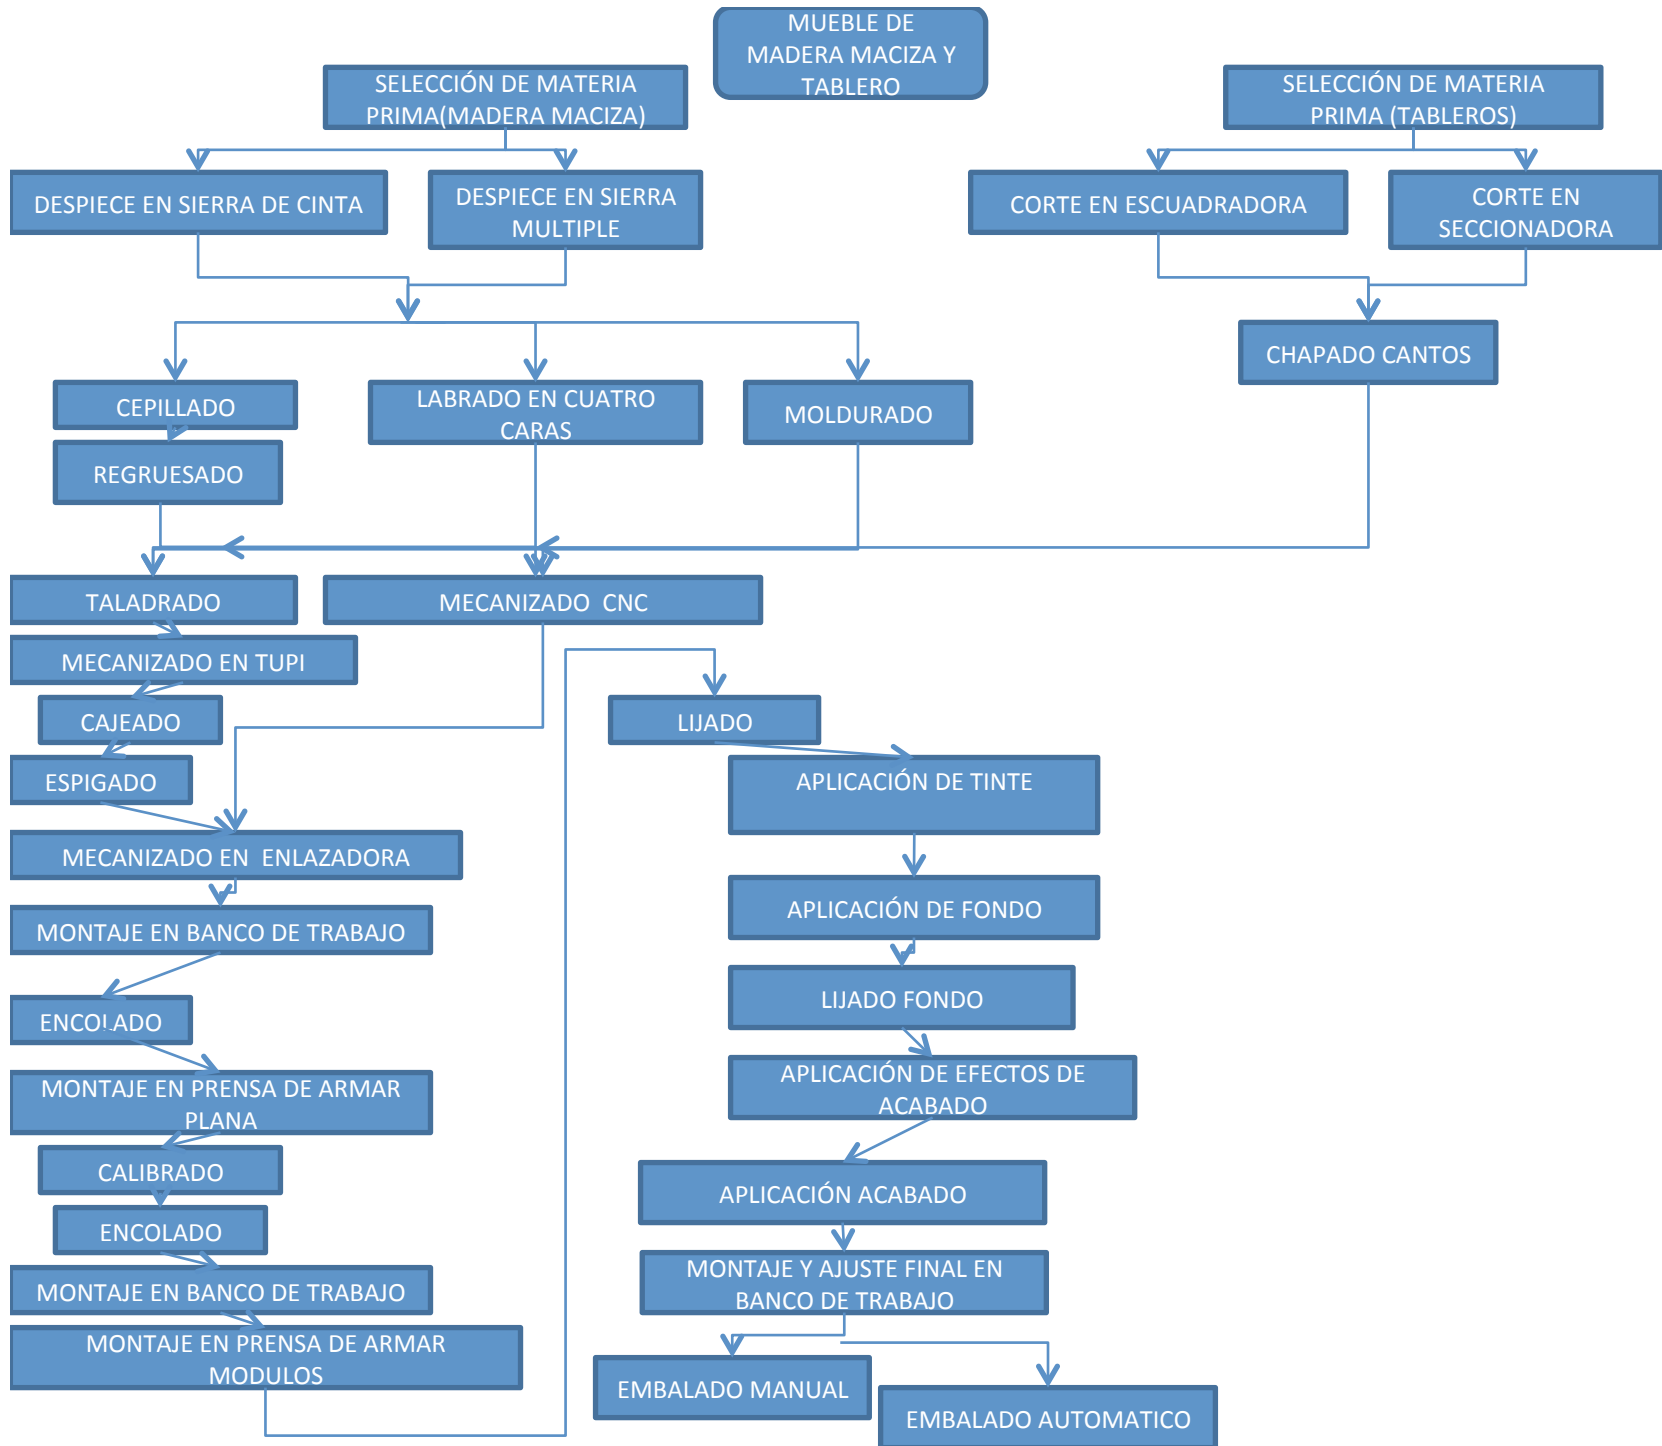 MUEBLE DE
MADERA MACIZA Y
TABLERO
SELECCIÓN DE MATERIA
PRIMA(MADERA MACIZA)
SELECCIÓN DE MATERIA
PRIMA (TABLEROS)
DESPIECE EN SIERRA DE CINTA
DESPIECE EN SIERRA
MULTIPLE
CORTE EN ESCUADRADORA
CORTE EN
SECCIONADORA
CHAPADO CANTOS
CEPILLADO
LABRADO EN CUATRO
CARAS
MOLDURADO
REGRUESADO
TALADRADO
MECANIZADO  CNC
MECANIZADO EN TUPI
CAJEADO
ESPIGADO
MECANIZADO EN  ENLAZADORA
MONTAJE EN BANCO DE TRABAJO
ENCOLADO
MONTAJE EN PRENSA DE ARMAR
PLANA
CALIBRADO
ENCOLADO
MONTAJE EN BANCO DE TRABAJO
MONTAJE EN PRENSA DE ARMAR
MODULOS
LIJADO
APLICACIÓN DE TINTE
APLICACIÓN DE FONDO
LIJADO FONDO
APLICACIÓN DE EFECTOS DE
ACABADO
APLICACIÓN ACABADO
MONTAJE Y AJUSTE FINAL EN
BANCO DE TRABAJO
EMBALADO MANUAL
EMBALADO AUTOMATICO